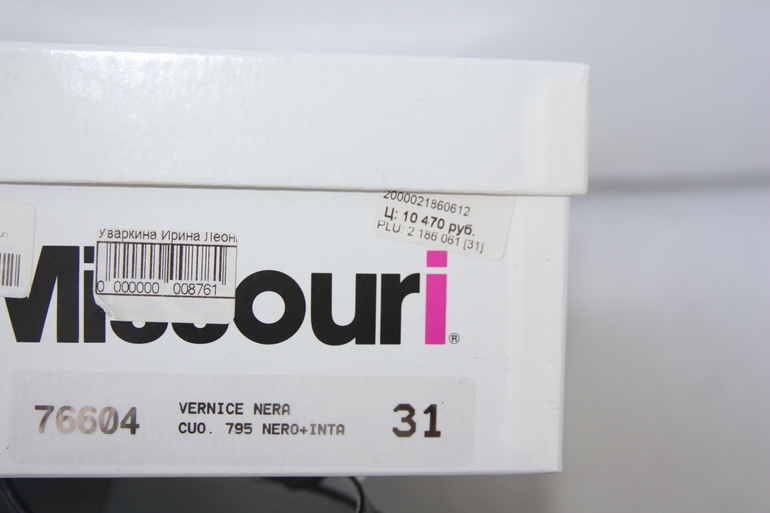 2000021860612
Ц: 10 470 руб.
PLU: 2 186 061 [31]
Уваркина Ирина
0 000000 008761
Missouri®
76604
VERNICE NERA
CUO. 795 NERO+INTA
31